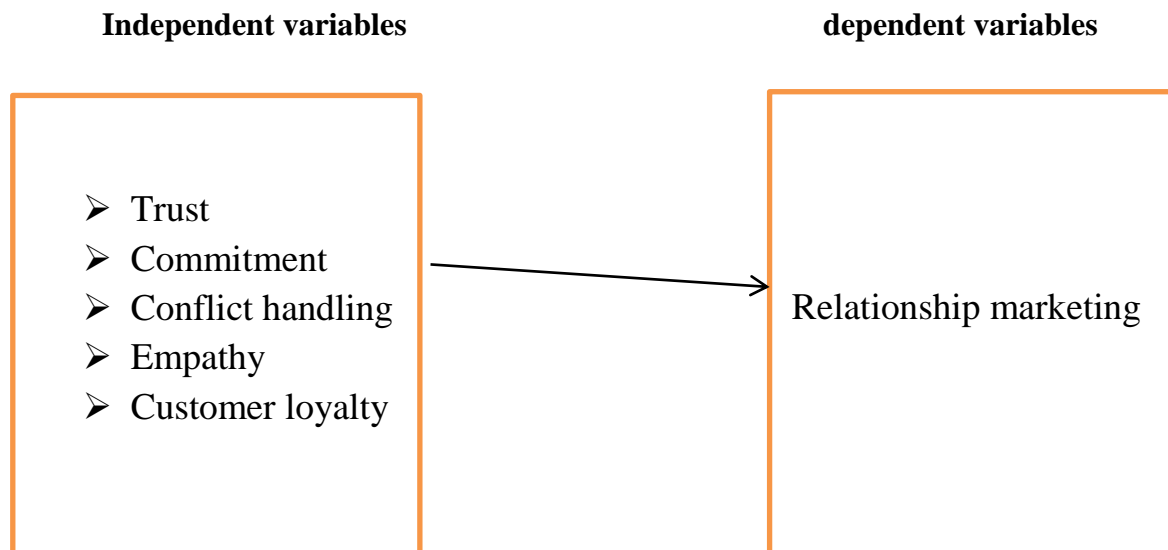 Independent variables
dependent variables
➢ Trust
➢ Commitment
➢ Conflict handling
➢ Empathy
➢ Customer loyalty
Relationship marketing